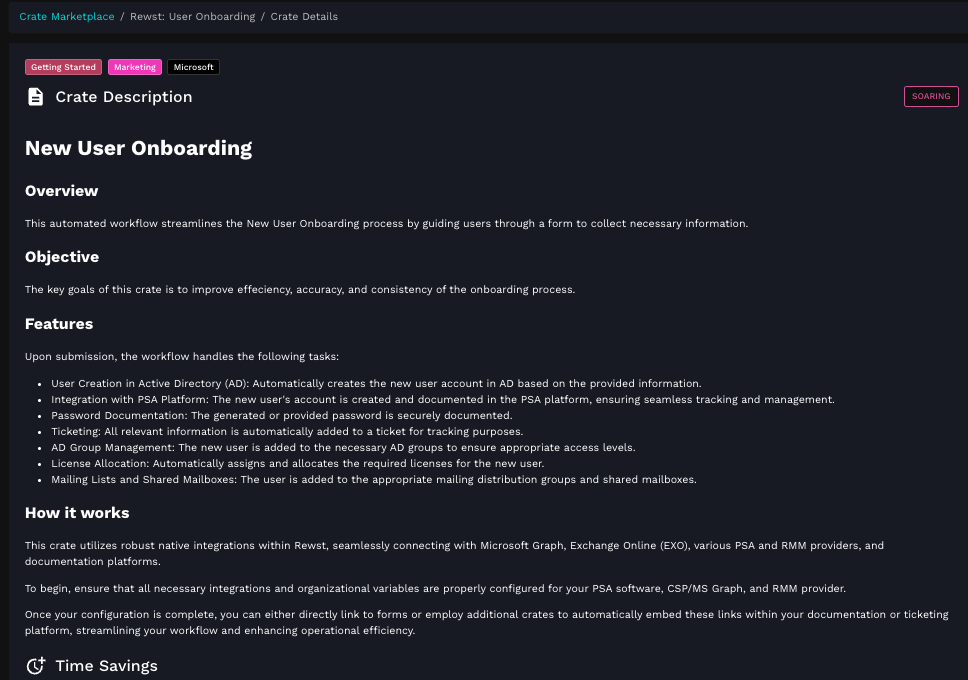 Crate Marketplace / Rewst: User Onboarding / Crate Details
Getting Started Marketing Microsoft
Crate Description
SOARING
New User Onboarding
Overview
This automated workflow streamlines the New User Onboarding process by guiding users through a form to collect necessary information.
Objective
The key goals of this crate is to improve effeciency, accuracy, and consistency of the onboarding process.
Features
Upon submission, the workflow handles the following tasks:
• User Creation in Active Directory (AD): Automatically creates the new user account in AD based on the provided information.
• Integration with PSA Platform: The new user's account is created and documented in the PSA platform, ensuring seamless tracking and management.
• Password Documentation: The generated or provided password is securely documented.
• Ticketing: All relevant information is automatically added to a ticket for tracking purposes.
• AD Group Management: The new user is added to the necessary AD groups to ensure appropriate access levels.
• License Allocation: Automatically assigns and allocates the required licenses for the new user.
• Mailing Lists and Shared Mailboxes: The user is added to the appropriate mailing distribution groups and shared mailboxes.
How it works
This crate utilizes robust native integrations within Rewst, seamlessly connecting with Microsoft Graph, Exchange Online (EXO), various PSA and RMM providers, and
documentation platforms.
To begin, ensure that all necessary integrations and organizational variables are properly configured for your PSA software, CSP/MS Graph, and RMM provider.
Once your configuration is complete, you can either directly link to forms or employ additional crates to automatically embed these links within your documentation or ticketing
platform, streamlining your workflow and enhancing operational efficiency.
Time Savings